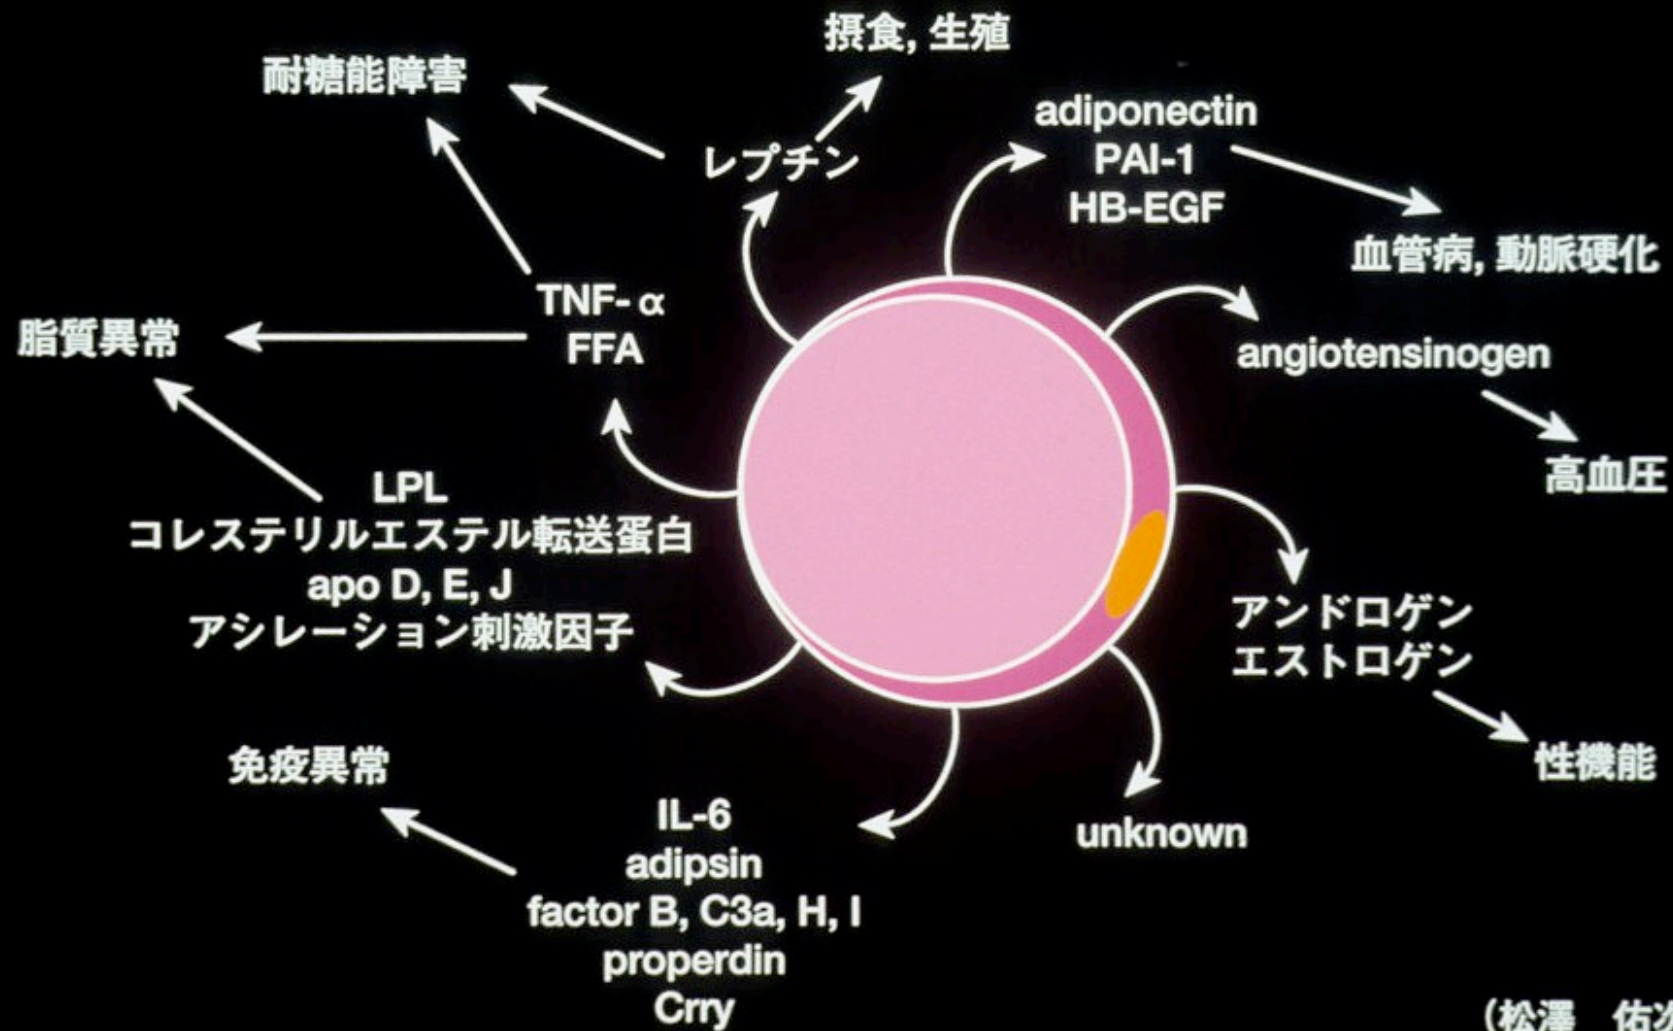 摂食, 生殖
耐糖能障害
レプチン
adiponectin
PAI-1
HB-EGF
血管病, 動脈硬化
TNF-α
FFA
脂質異常
angiotensinogen
高血圧
LPL
コレステリルエステル転送蛋白
apo D, E, J
アシレーション刺激因子
アンドロゲン
エストロゲン
性機能
免疫異常
IL-6
adipsin
factor B, C3a, H, I
properdin
Crry
unknown
(松澤 佑次